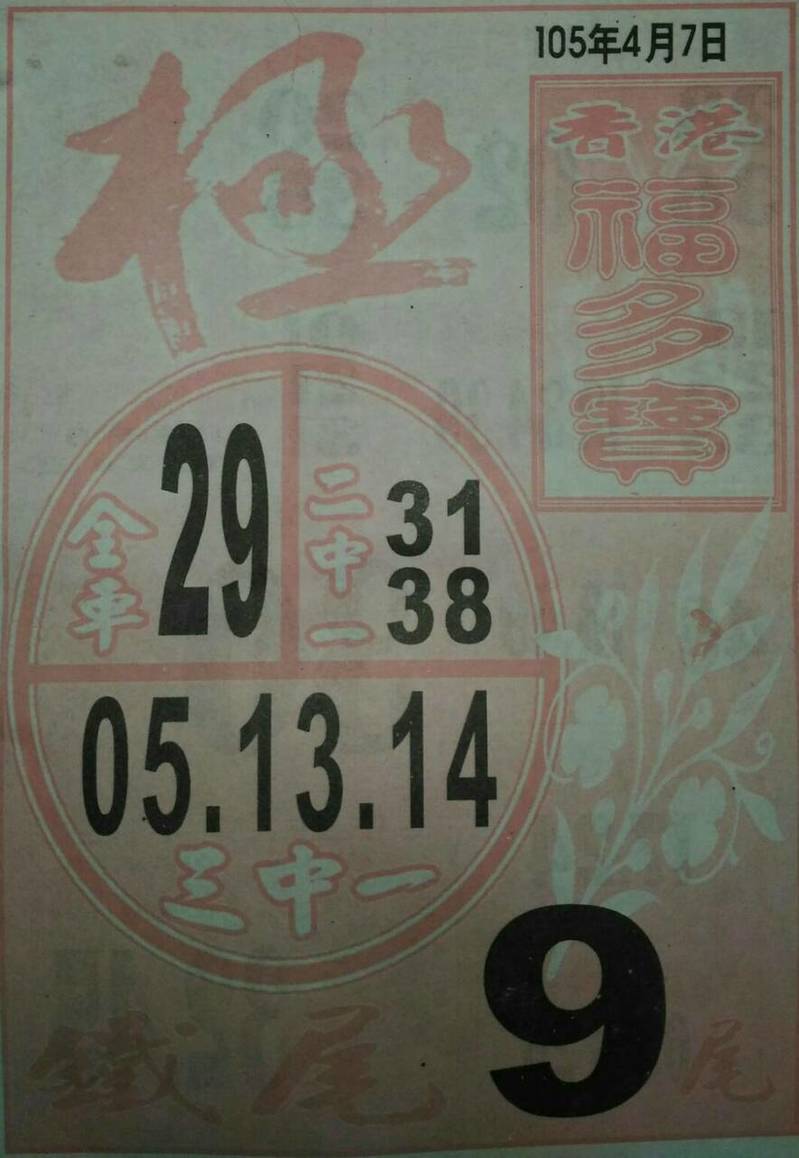 105年4月7日
極
香港
福多寶
全車
29
二中一
31
38
05.13.14
三中一
鐵尾
9
尾